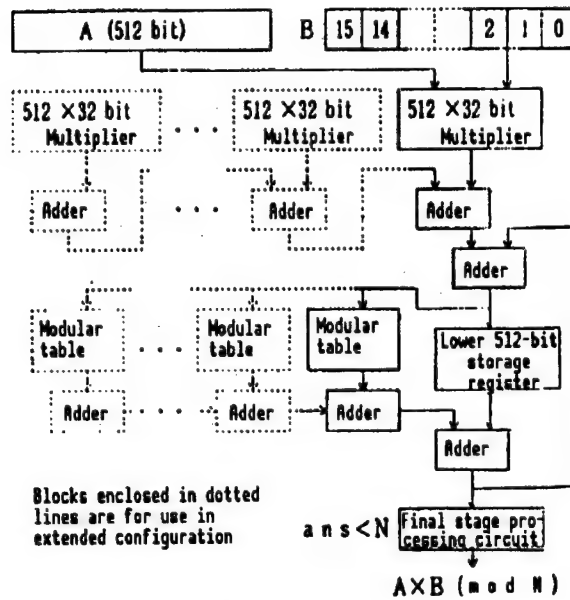 A (512 bit)
B 15 14 2 1 0
512 ×32 bit
Multiplier
512 ×32 bit
Multiplier
512 ×32 bit
Multiplier
Adder
Adder
Adder
Adder
Modular
table
Modular
table
Modular
table
Lower 512-bit
storage
register
Adder
Adder
Adder
Adder
Blocks enclosed in dotted
lines are for use in
extended configuration
ans<N
Final stage pro-
cessing circuit
A×B (mod N)